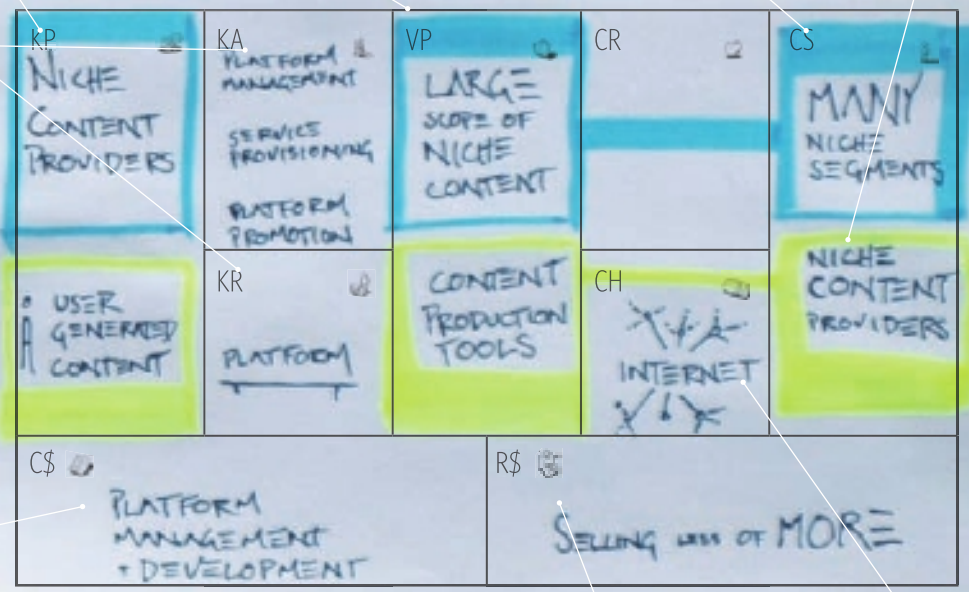 KP
NICHE
CONTENT
PROVIDERS
USER
GENERATED
CONTENT
KA
PLATFORM
MANAGEMENT
SERVICE
PROVISIONING
PLATFORM
PROMOTION
KR
PLATFORM
VP
LARGE
SCOPE OF
NICHE
CONTENT
CONTENT
PRODUCTION
TOOLS
CR
CH
INTERNET
CS
MANY
NICHE
SEGMENTS
NICHE
CONTENT
PROVIDERS
C$
PLATFORM
MANAGEMENT
+ DEVELOPMENT
R$
SELLING LESS OF MORE